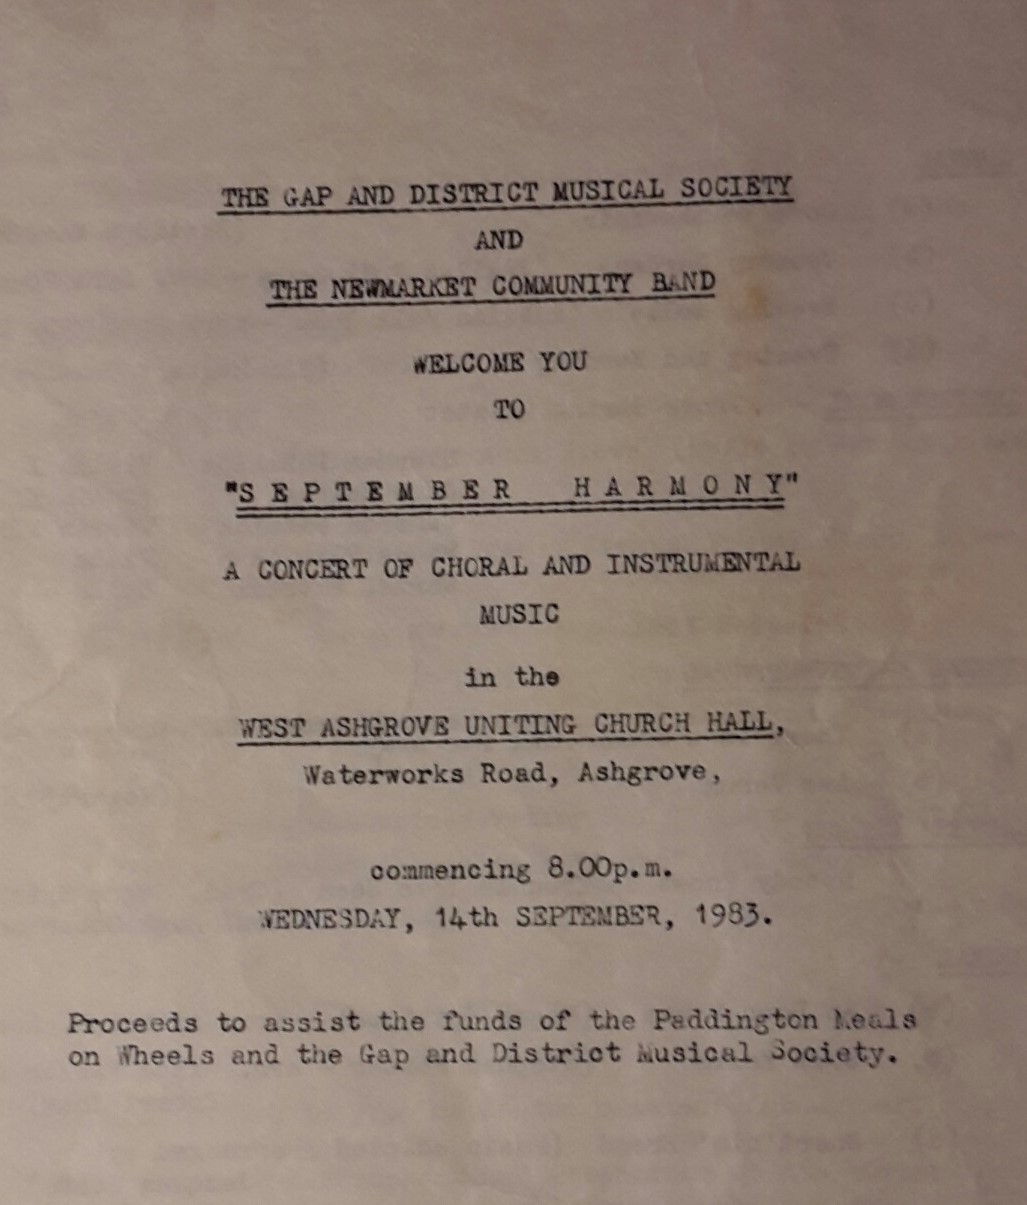 THE GAP AND DISTRICT MUSICAL SOCIETY
AND
THE NEWMARKET COMMUNITY BAND
WELCOME YOU
TO
"SEPTEMBER HARMONY"
A CONCERT OF CHORAL AND INSTRUMENTAL
MUSIC
in the
WEST ASHGROVE UNITING CHURCH HALL,
Waterworks Road, Ashgrove,
commencing 8.00p.m.
WEDNESDAY, 14th SEPTEMBER, 1983.
Proceeds to assist the funds of the Paddington Meals
on Wheels and the Gap and District Musical Society.